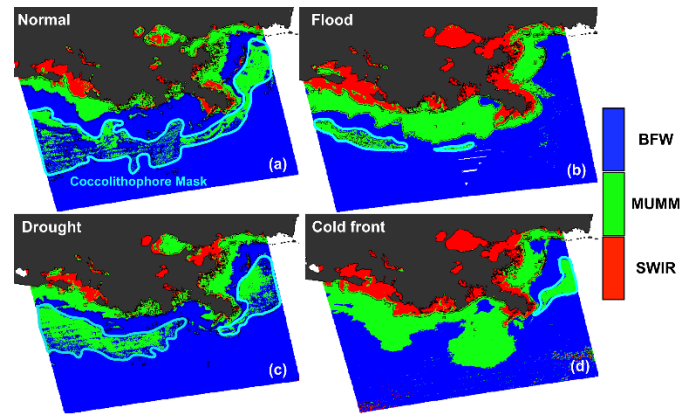 Normal
Flood
(a)
(b)
Coccolithophore Mask
Drought
Cold front
(c)
(d)
BFW
MUMM
SWIR